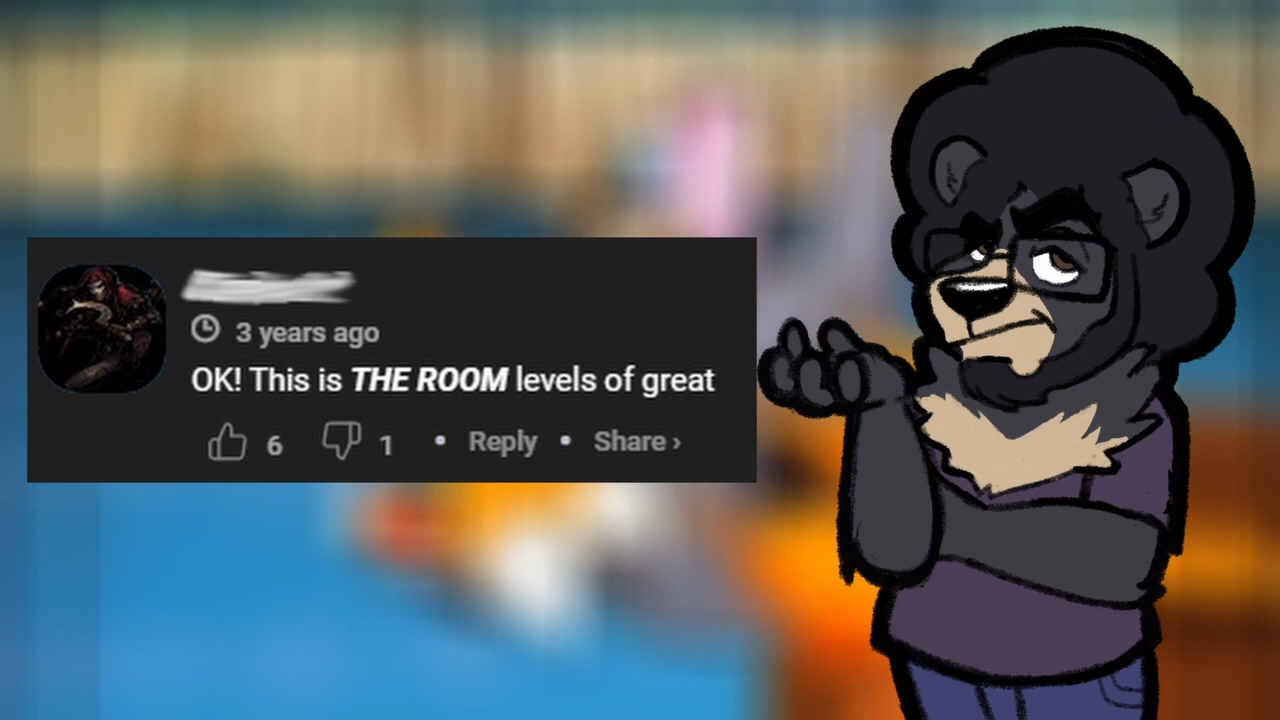 3 years ago
OK! This is THE ROOM levels of great
6 1 • Reply • Share ›